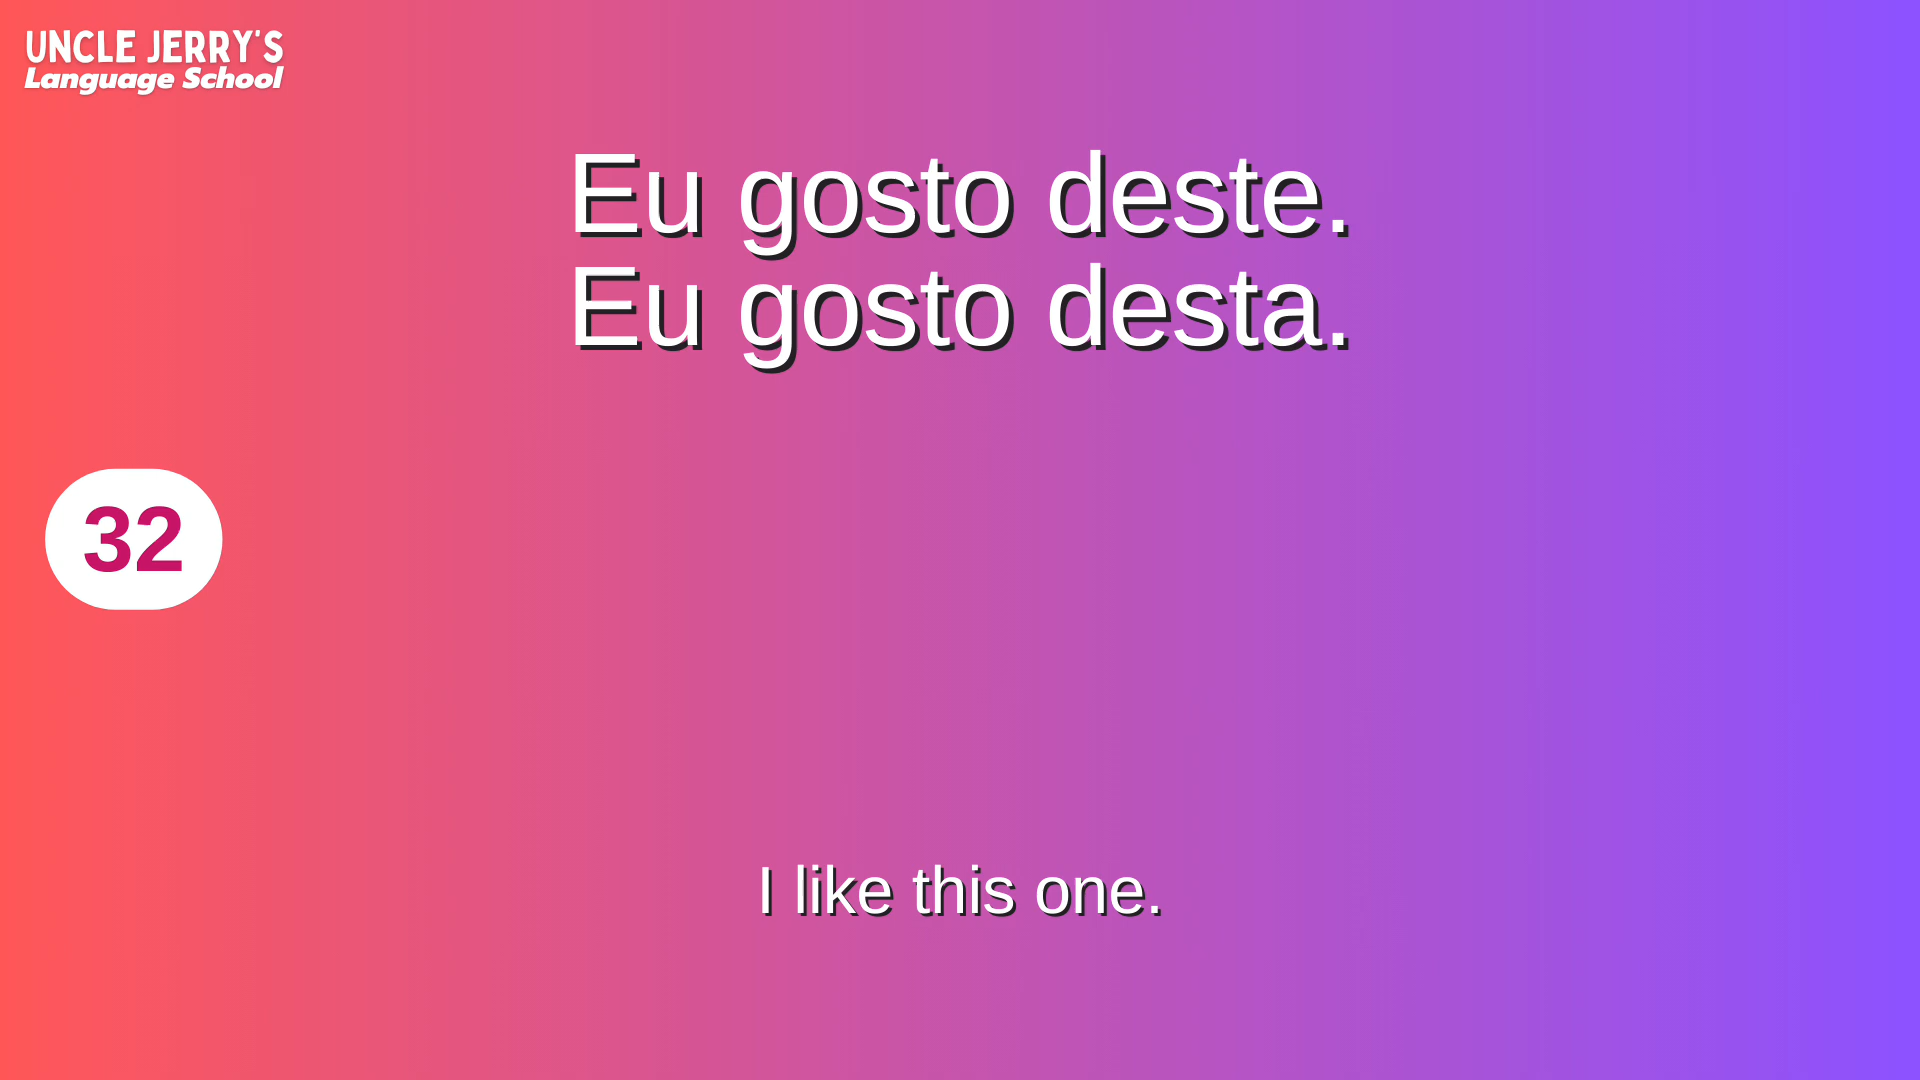 UNCLE JERRY'S
Language School
Eu gosto deste.
Eu gosto desta.
32
I like this one.